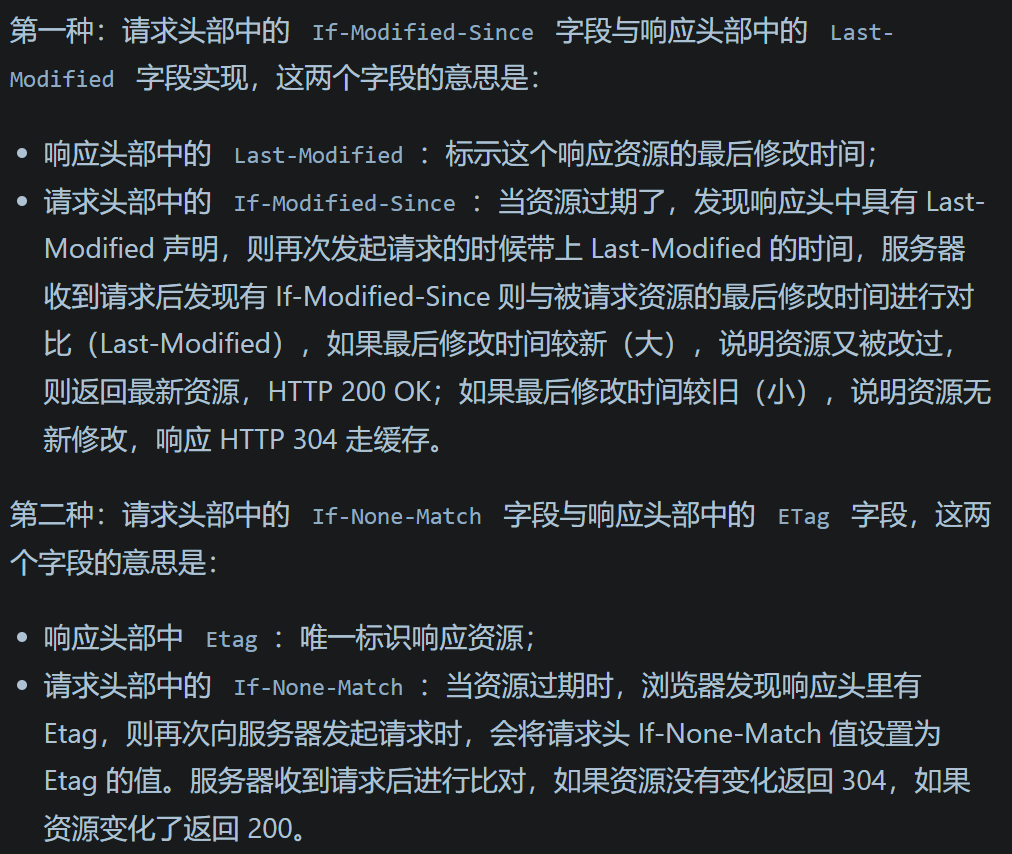 第一种：请求头部中的 If-Modified-Since 字段与响应头部中的 Last-
Modified 字段实现，这两个字段的意思是：
• 响应头部中的 Last-Modified ：标示这个响应资源的最后修改时间；
• 请求头部中的 If-Modified-Since ：当资源过期了，发现响应头中具有 Last-
Modified 声明，则再次发起请求的时候带上 Last-Modified 的时间，服务器
收到请求后发现有 If-Modified-Since 则与被请求资源的最后修改时间进行对
比（Last-Modified），如果最后修改时间较新（大），说明资源又被改过，
则返回最新资源，HTTP 200 OK；如果最后修改时间较旧（小），说明资源无
新修改，响应 HTTP 304 走缓存。
第二种：请求头部中的 If-None-Match 字段与响应头部中的 ETag 字段，这两
个字段的意思是：
• 响应头部中 Etag ：唯一标识响应资源；
• 请求头部中的 If-None-Match ：当资源过期时，浏览器发现响应头里有
Etag，则再次向服务器发起请求时，会将请求头 If-None-Match 值设置为
Etag 的值。服务器收到请求后进行比对，如果资源没有变化返回 304，如果
资源变化了返回 200。